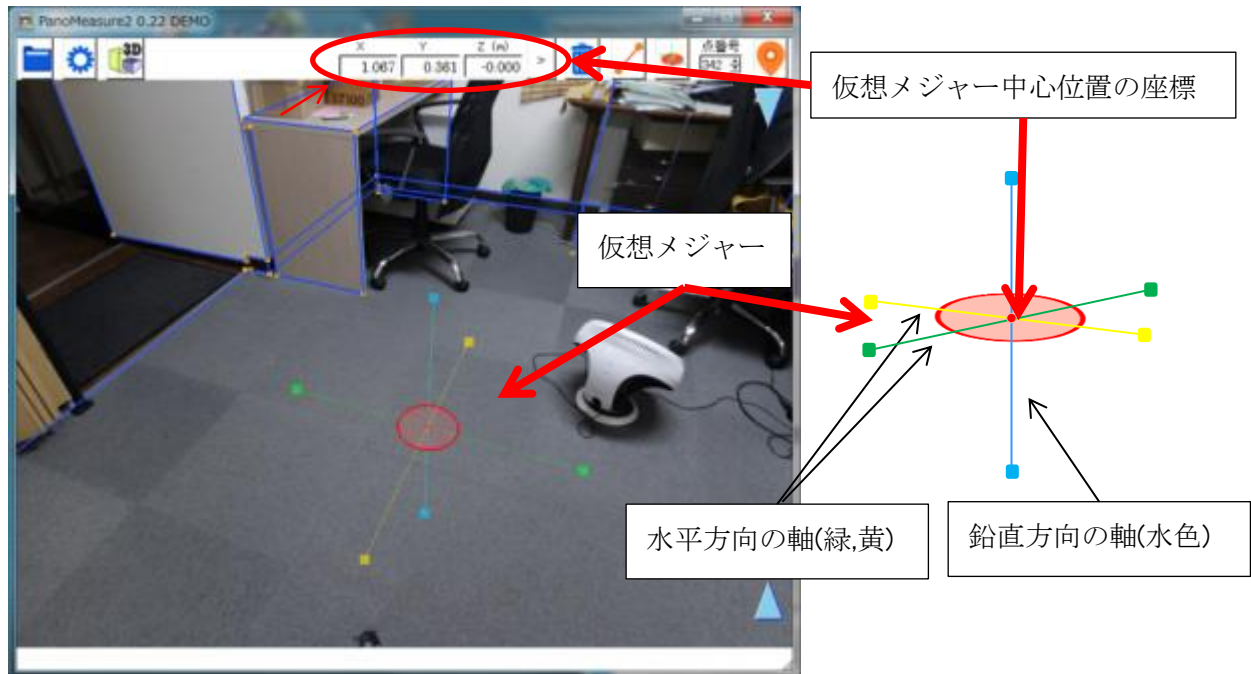 PanoMeasure2 0.22 DEMO
X Y Z (m)
1.067 0.361 -0.000 >
3D
点番号
342
仮想メジャー中心位置の座標
仮想メジャー
水平方向の軸(緑,黄)
鉛直方向の軸(水色)